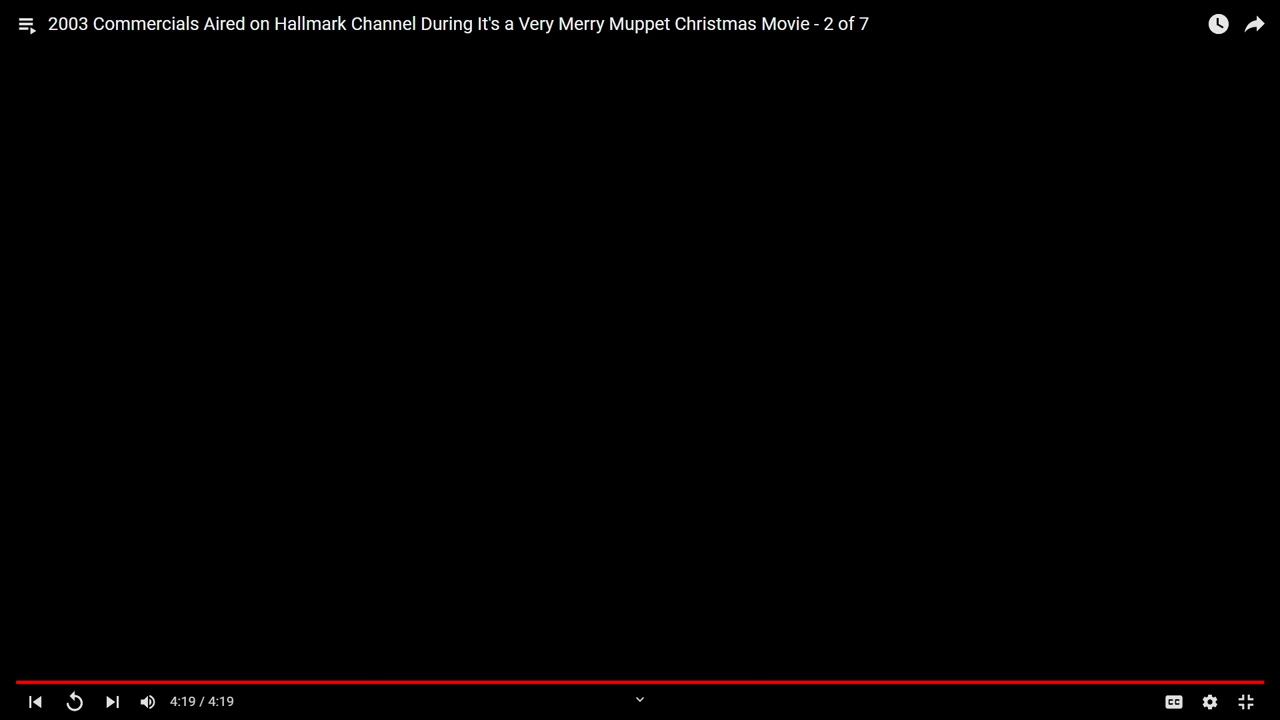 2003 Commercials Aired on Hallmark Channel During It's a Very Merry Muppet Christmas Movie - 2 of 7
4:19 / 4:19
CC